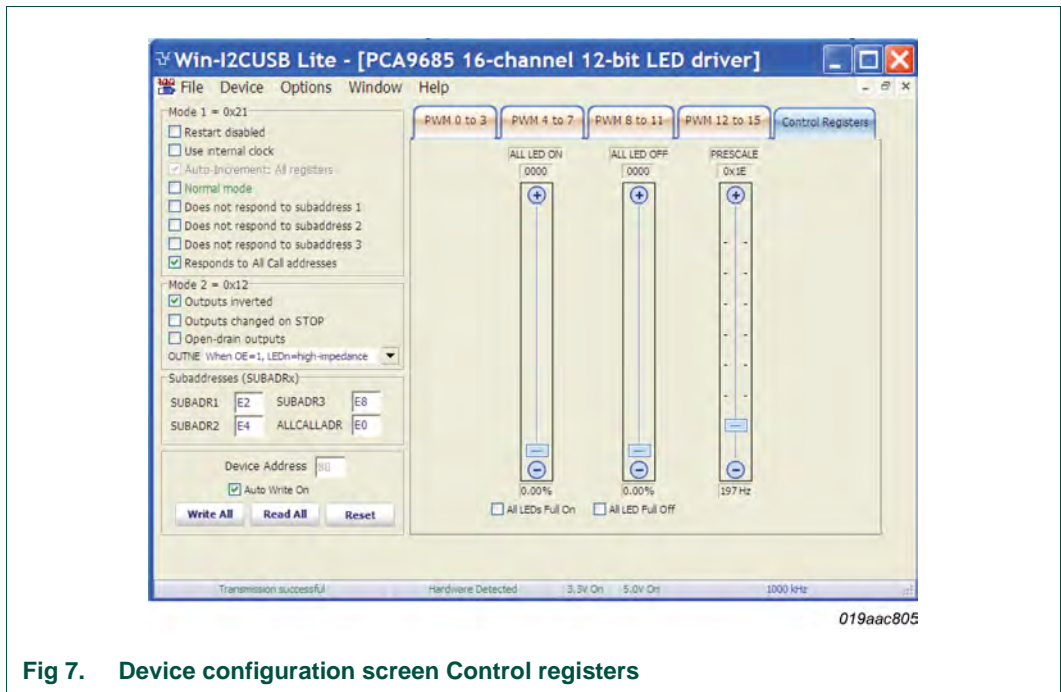 Win-I2CUSB Lite - [PCA9685 16-channel 12-bit LED driver]
File Device Options Window Help
Mode 1 = 0x21
Restart disabled
Use internal clock
Auto-Increment: All registers
Normal mode
Does not respond to subaddress 1
Does not respond to subaddress 2
Does not respond to subaddress 3
Responds to All Call addresses
Mode 2 = 0x12
Outputs inverted
Outputs changed on STOP
Open-drain outputs
OUTNE When OE=1, LEDn=high-impedance
Subaddresses (SUBADRx)
SUBADR1 E2 SUBADR3 E8
SUBADR2 E4 ALLCALLADR E0
Device Address 80
Auto Write On
Write All Read All Reset
PWM 0 to 3 PWM 4 to 7 PWM 8 to 11 PWM 12 to 15 Control Registers
ALL LED ON ALL LED OFF PRESCALE
0000 0000 0x1E
0.00% 0.00% 197 Hz
All LEDs Full On All LED Full Off
Transmission successful Hardware Detected 3.3V On 5.0V On 1000 kHz
019aac805
Fig 7. Device configuration screen Control registers